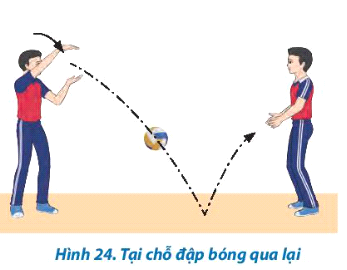 Hình 24. Tại chỗ đập bóng qua lại